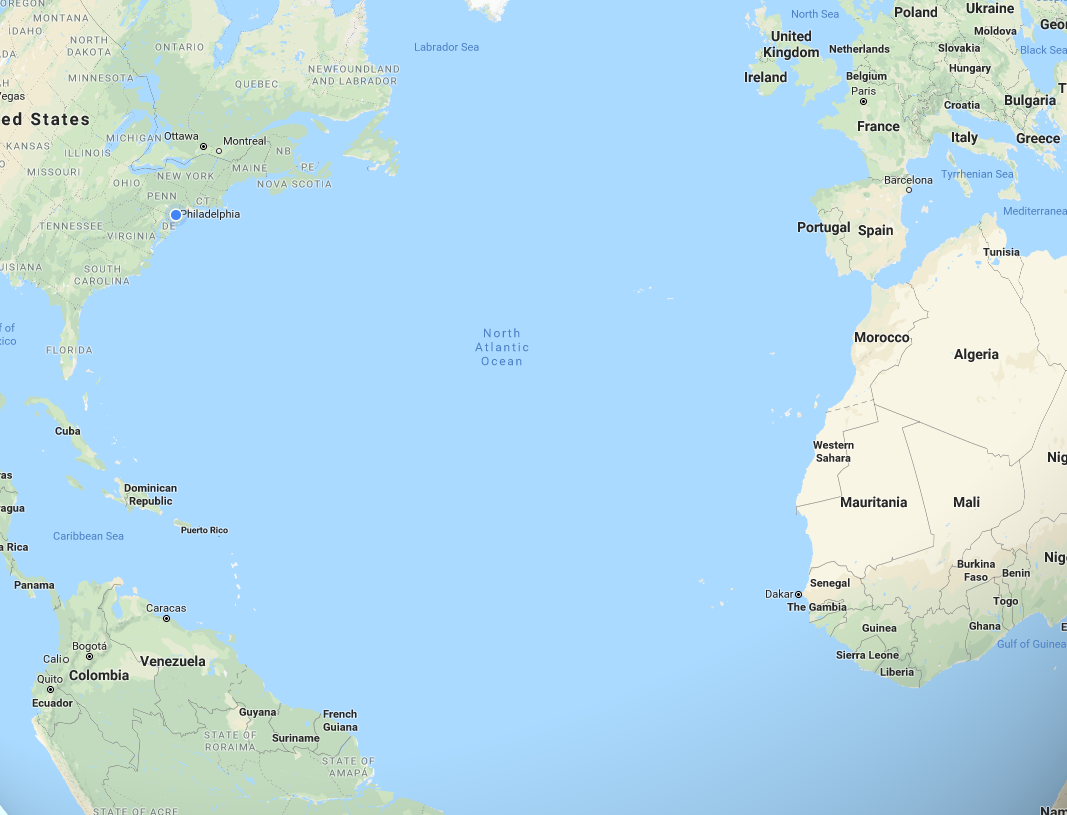 OREGON
MONTANA
IDAHO
NORTH
DAKOTA
MINNESOTA
ONTARIO
QUEBEC
NEWFOUNDLAND
AND LABRADOR
Labrador Sea
North Sea
United
Kingdom
Ireland
Netherlands
Belgium
Paris
France
Poland
Ukraine
Moldova
Slovakia
Hungary
Croatia
Bulgaria
Italy
Greece
Black Sea
Geor
egas
ed States
KANSAS
MISSOURI
ILLINOIS
MICHIGAN
OHIO
Ottawa
Montreal
NB
PE
MAINE
NOVA SCOTIA
NEW YORK
PENN
CT
Philadelphia
DE
TENNESSEE
VIRGINIA
UISIANA
SOUTH
CAROLINA
FLORIDA
f of
ico
Barcelona
Tyrrhenian Sea
Mediterranea
Portugal
Spain
Tunisia
North
Atlantic
Ocean
Morocco
Algeria
Western
Sahara
Mauritania
Mali
Nig
Cuba
Dominican
Republic
Puerto Rico
Caribbean Sea
ras
agua
a Rica
Panama
Caracas
Bogotá
Cali
Quito
Ecuador
Colombia
Venezuela
Guyana
Suriname
French
Guiana
STATE OF
RORAIMA
STATE OF
AMAPÁ
STATE OF ACRE
Dakar
Senegal
The Gambia
Guinea
Sierra Leone
Liberia
Burkina
Faso
Benin
Togo
Ghana
Nig
E
Gulf of Guinea
Nam